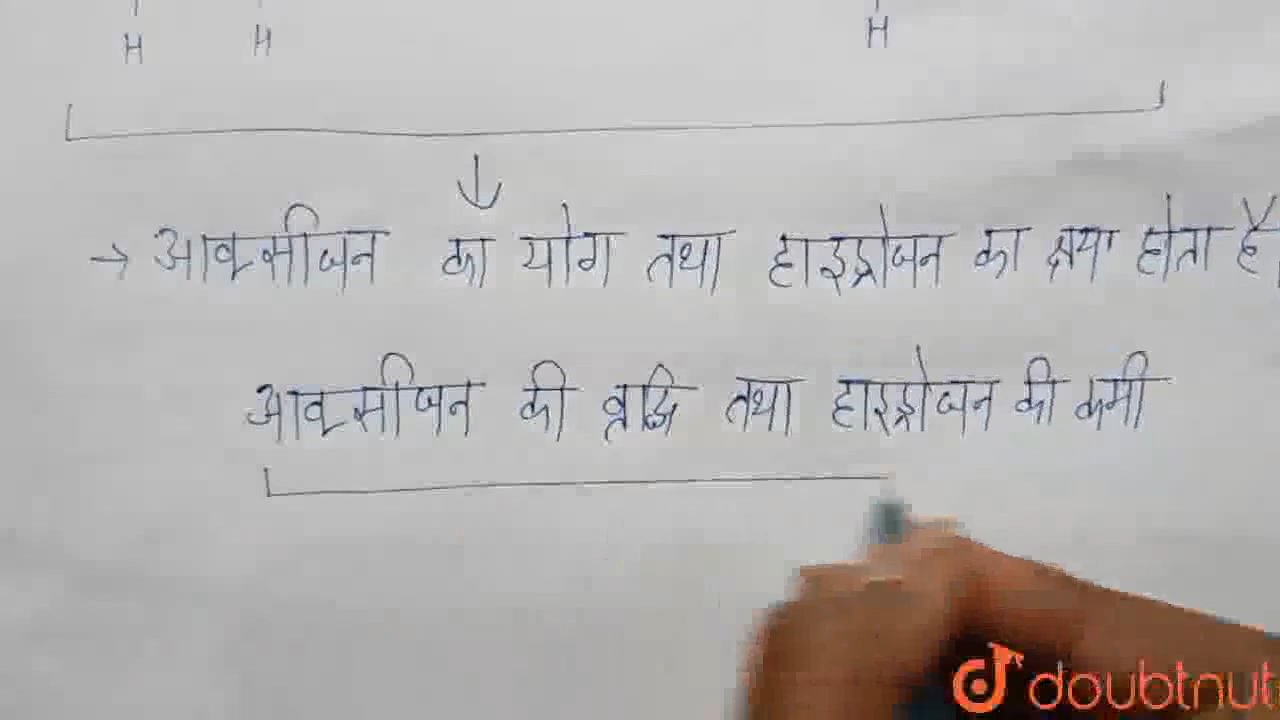 H H H
→ आक्सीजन का योग तथा हाइड्रोजन का क्षया होता है
आक्सीजन की वृद्धि तथा हाइड्रोजन की कमी
doubtnut